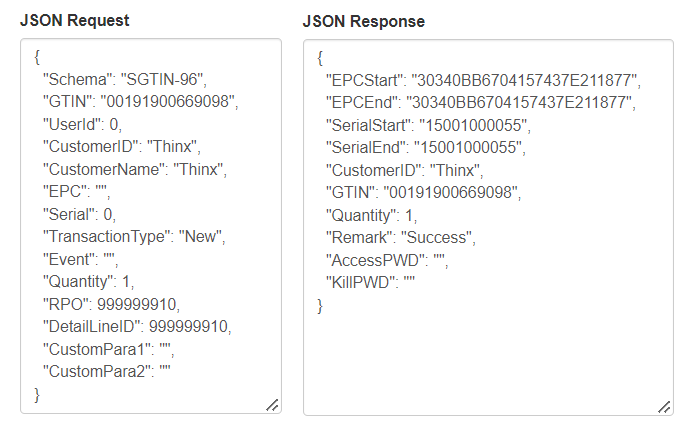 JSON Request
{
"Schema": "SGTIN-96",
"GTIN": "00191900669098",
"UserId": 0,
"CustomerID": "Thinx",
"CustomerName": "Thinx",
"EPC": "",
"Serial": 0,
"TransactionType": "New",
"Event": "",
"Quantity": 1,
"RPO": 999999910,
"DetailLineID": 999999910,
"CustomPara1": "",
"CustomPara2": ""
}
JSON Response
{
"EPCStart": "30340BB6704157437E211877",
"EPCEnd": "30340BB6704157437E211877",
"SerialStart": "15001000055",
"SerialEnd": "15001000055",
"CustomerID": "Thinx",
"GTIN": "00191900669098",
"Quantity": 1,
"Remark": "Success",
"AccessPWD": "",
"KillPWD": ""
}